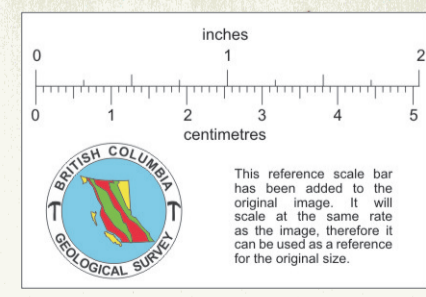 inches
0 1 2
0 1 2 3 4 5
centimetres
BRITISH COLUMBIA
GEOLOGICAL SURVEY
This reference scale bar
has been added to the
original image. It will
scale at the same rate
as the image, therefore it
can be used as a reference
for the original size.